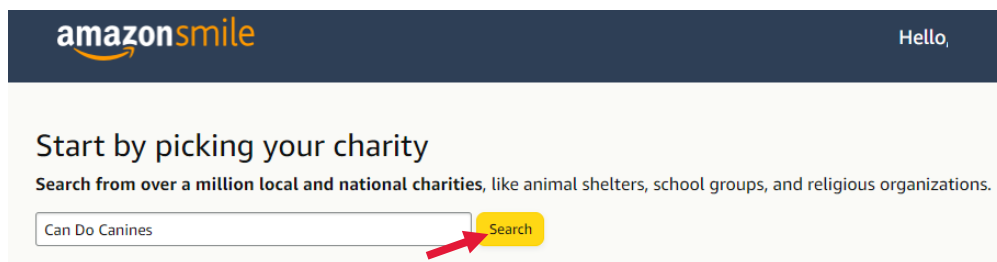 amazonsmile
Hello,
Start by picking your charity
Search from over a million local and national charities, like animal shelters, school groups, and religious organizations.
Can Do Canines
Search